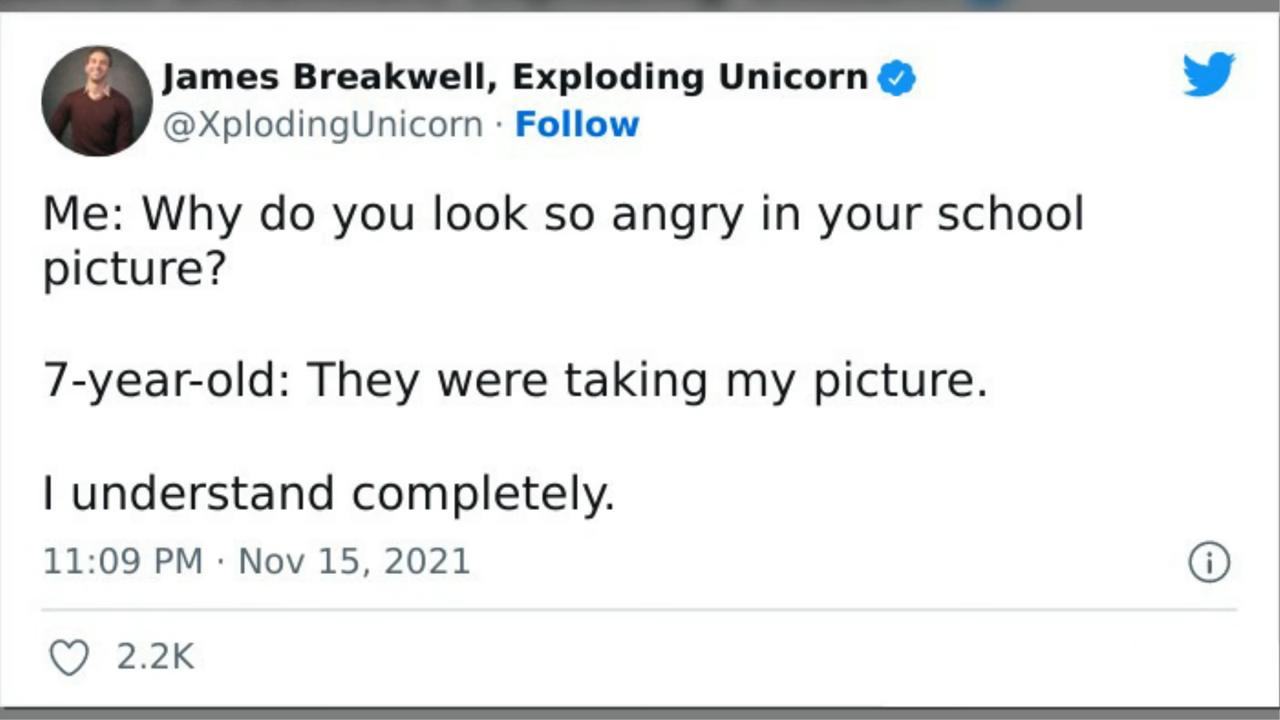 James Breakwell, Exploding Unicorn
@XplodingUnicorn · Follow
Me: Why do you look so angry in your school
picture?
7-year-old: They were taking my picture.
I understand completely.
11:09 PM · Nov 15, 2021
2.2K